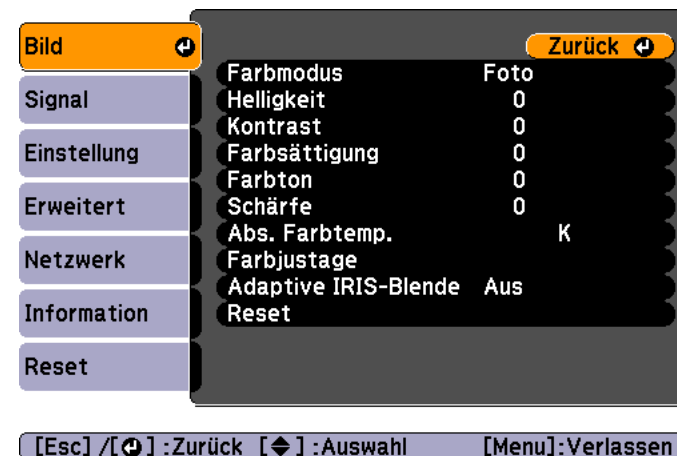 Bild
Signal
Einstellung
Erweitert
Netzwerk
Information
Reset
Zurück
Farbmodus Foto
Helligkeit 0
Kontrast 0
Farbsättigung 0
Farbton 0
Schärfe 0
Abs. Farbtemp. K
Farbjustage
Adaptive IRIS-Blende Aus
Reset
[Esc] /[ ] :Zurück [ ] :Auswahl [Menu]:Verlassen